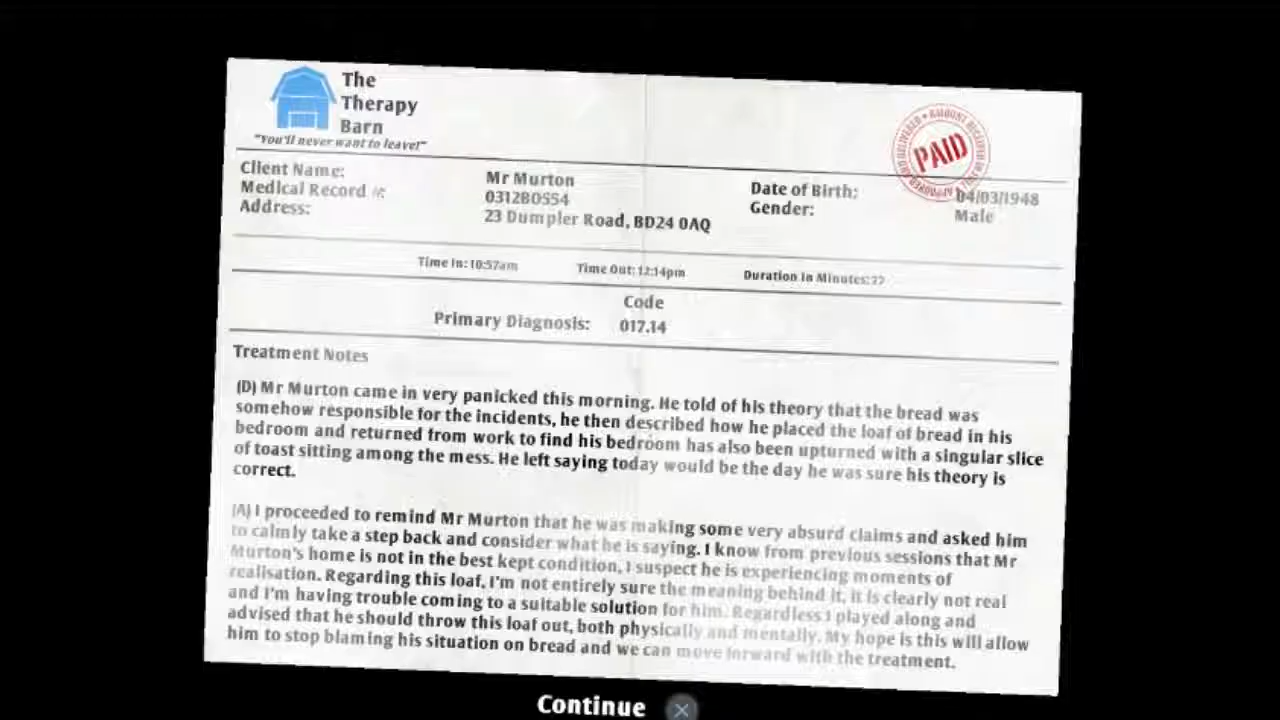 The
Therapy
Barn
"You'll never want to leave!"
PAID
Client Name: Mr Murton Date of Birth: 04/03/1948
Medical Record #: 0312BOSS4 Gender: Male
Address: 23 Dumpler Road, BD24 0AQ
Time In: 10:57am Time Out: 12:14pm Duration In Minutes: 77
Code
Primary Diagnosis: 017.14
Treatment Notes
(D) Mr Murton came in very panicked this morning. He told of his theory that the bread was
somehow responsible for the incidents, he then described how he placed the loaf of bread in his
bedroom and returned from work to find his bedroom has also been upturned with a singular slice
of toast sitting among the mess. He left saying today would be the day he was sure his theory is
correct.
(A) I proceeded to remind Mr Murton that he was making some very absurd claims and asked him
to calmly take a step back and consider what he is saying. I know from previous sessions that Mr
Murton's home is not in the best kept condition, I suspect he is experiencing moments of
realisation. Regarding this loaf, I'm not entirely sure the meaning behind it, it is clearly not real
and I'm having trouble coming to a suitable solution for him. Regardless I played along and
advised that he should throw this loaf out, both physically and mentally. My hope is this will allow
him to stop blaming his situation on bread and we can move forward with the treatment.
Continue